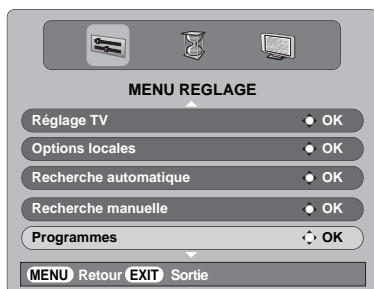 MENU REGLAGE
Réglage TV OK
Options locales OK
Recherche automatique OK
Recherche manuelle OK
Programmes OK
MENU Retour EXIT Sortie